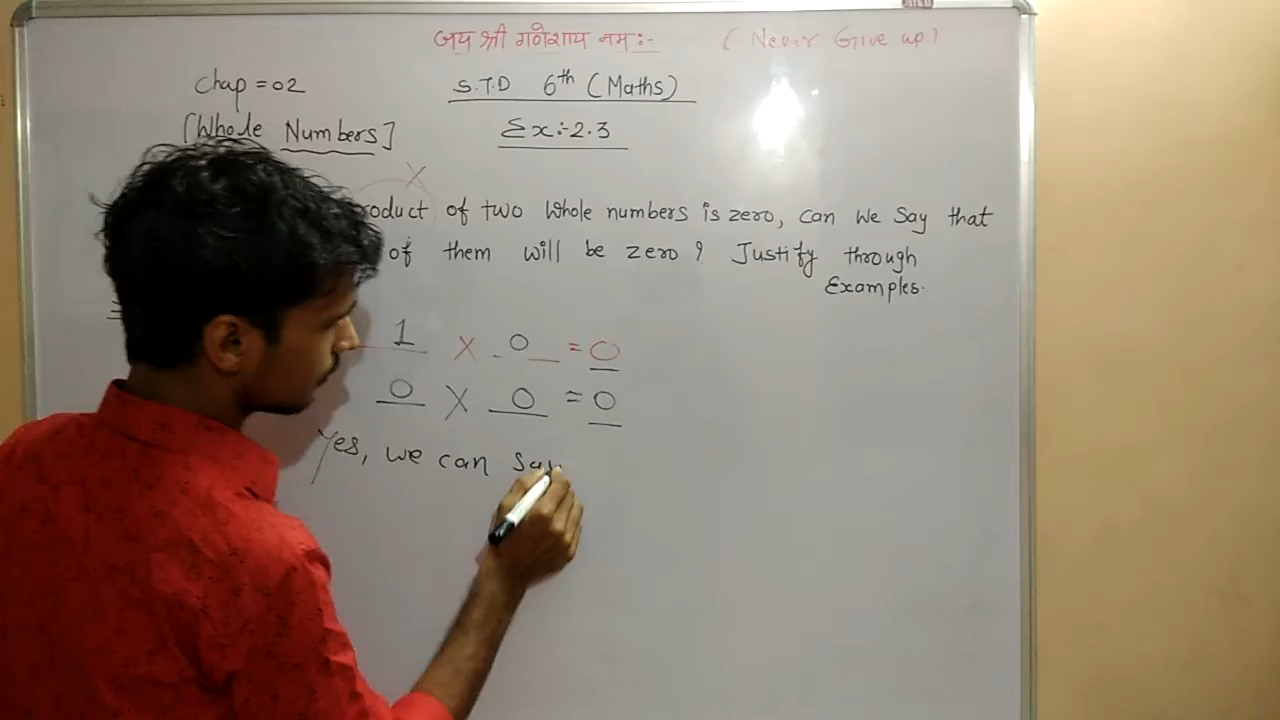 जय श्री गणेशाय नमः:- ( Never Give up )
Chap = 02 S.T.D 6th (Maths)
[Whole Numbers] Ex:- 2.3
X
roduct of two whole numbers is zero, can we say that
of them will be zero? Justify through
Examples.
1 X 0 = 0
0 X 0 = 0
Yes, we can say